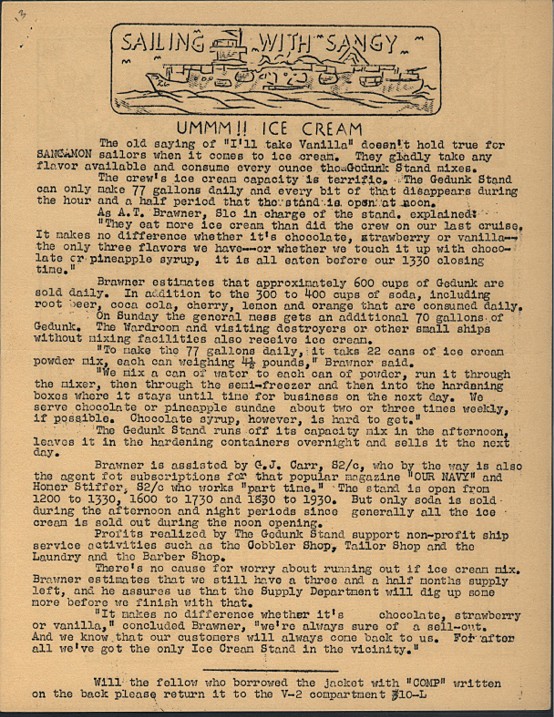 SAILING WITH SANGY
UMMM!! ICE CREAM
The old saying of "I'll take Vanilla" doesn't hold true for
SANGAMON sailors when it comes to ice cream. They gladly take any
flavor available and consume every ounce the Gedunk Stand mixes.
The crew's ice cream capacity is terrific. The Gedunk Stand
can only make 77 gallons daily and every bit of that disappears during
the hour and a half period that the stand is open at noon.
As A.T. Brawner, Slc in charge of the stand. explained:
"They eat more ice cream than did the crew on our last cruise.
It makes no difference whether it's chocolate, strawberry or vanilla--
the only three flavors we have--or whether we touch it up with choco-
late or pineapple syrup, it is all eaten before our 1330 closing
time."
Brawner estimates that approximately 600 cups of Gedunk are
sold daily. In addition to the 300 to 400 cups of soda, including
root beer, coca cola, cherry, lemon and orange that are consumed daily.
On Sunday the general mess gets an additional 70 gallons of
Gedunk. The Wardroom and visiting destroyers or other small ships
without mixing facilities also receive ice cream.
"To make the 77 gallons daily, it takes 22 cans of ice cream
powder mix, each can weighing 4½ pounds," Brawner said.
"We mix a can of water to each can of powder, run it through
the mixer, then through the semi-freezer and then into the hardening
boxes where it stays until time for business on the next day. We
serve chocolate or pineapple sundae about two or three times weekly,
if possible. Chocolate syrup, however, is hard to get."
The Gedunk Stand runs off its capacity mix in the afternoon,
leaves it in the hardening containers overnight and sells it the next
day.
Brawner is assisted by G.J. Carr, S2/c, who by the way is also
the agent fot subscriptions for that popular magazine "OUR NAVY" and
Homer Stiffer, S2/c who works "part time." The stand is open from
1200 to 1330, 1600 to 1730 and 1830 to 1930. But only soda is sold
during the afternoon and night periods since generally all the ice
cream is sold out during the noon opening.
Profits realized by The Gedunk Stand support non-profit ship
service activities such as the Cobbler Shop, Tailor Shop and the
Laundry and the Barber Shop.
There's no cause for worry about running out if ice cream mix.
Brawner estimates that we still have a three and a half months supply
left, and he assures us that the Supply Department will dig up some
more before we finish with that.
"It makes no difference whether it's chocolate, strawberry
or vanilla," concluded Brawner, "we're always sure of a sell-out.
And we know that our customers will always come back to us. For after
all we've got the only Ice Cream Stand in the vicinity."
Will the fellow who borrowed the jacket with "COMP" written
on the back please return it to the V-2 compartment 310-L